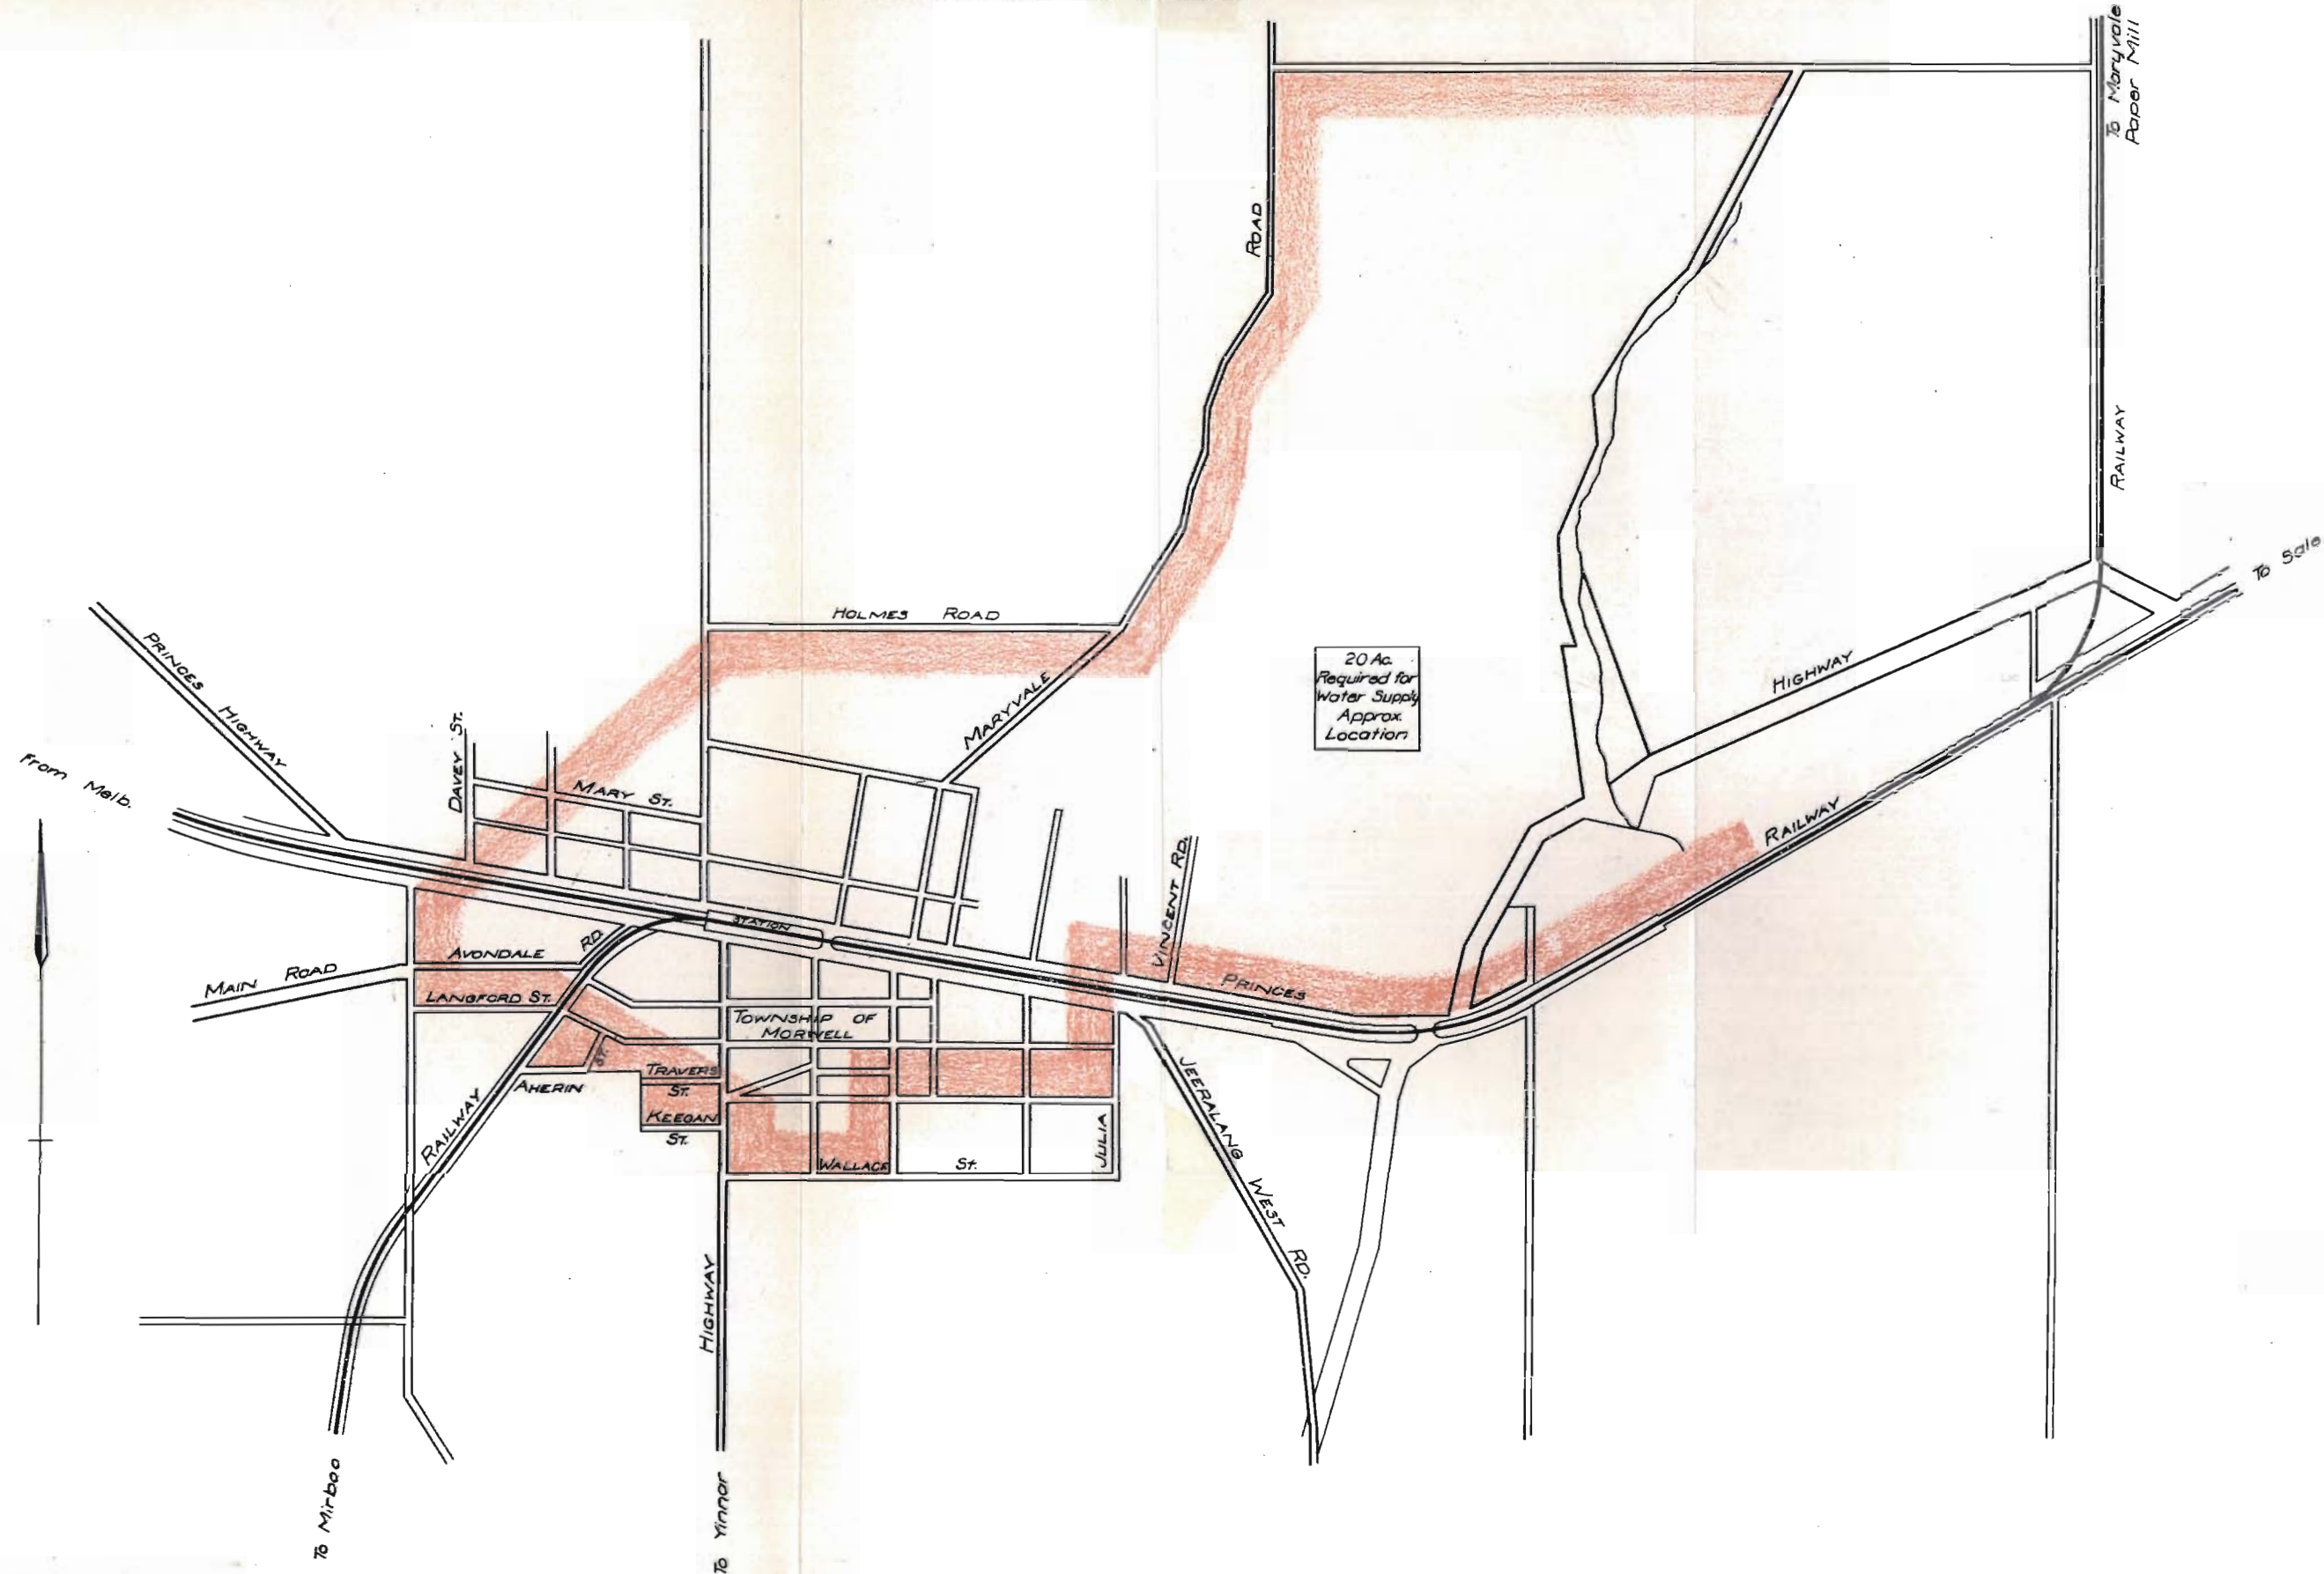 To Maryvale
Paper Mill
ROAD
RAILWAY
To Sale
HOLMES ROAD
PRINCES
HIGHWAY
MARYVALE
20 Ac.
Required for
Water Supply
Approx.
Location
HIGHWAY
From Melb.
DAVEY ST.
MARY ST.
RAILWAY
VINCENT RD.
STATION
RD.
AVONDALE
MAIN ROAD
LANGFORD ST.
PRINCES
TOWNSHIP OF
MORWELL
ST.
TRAVERS
ST.
AHERIN
KEEGAN
ST.
RAILWAY
JEERALANG WEST RD.
JULIA
WALLACE St.
HIGHWAY
To Mirboo
To Yinnar